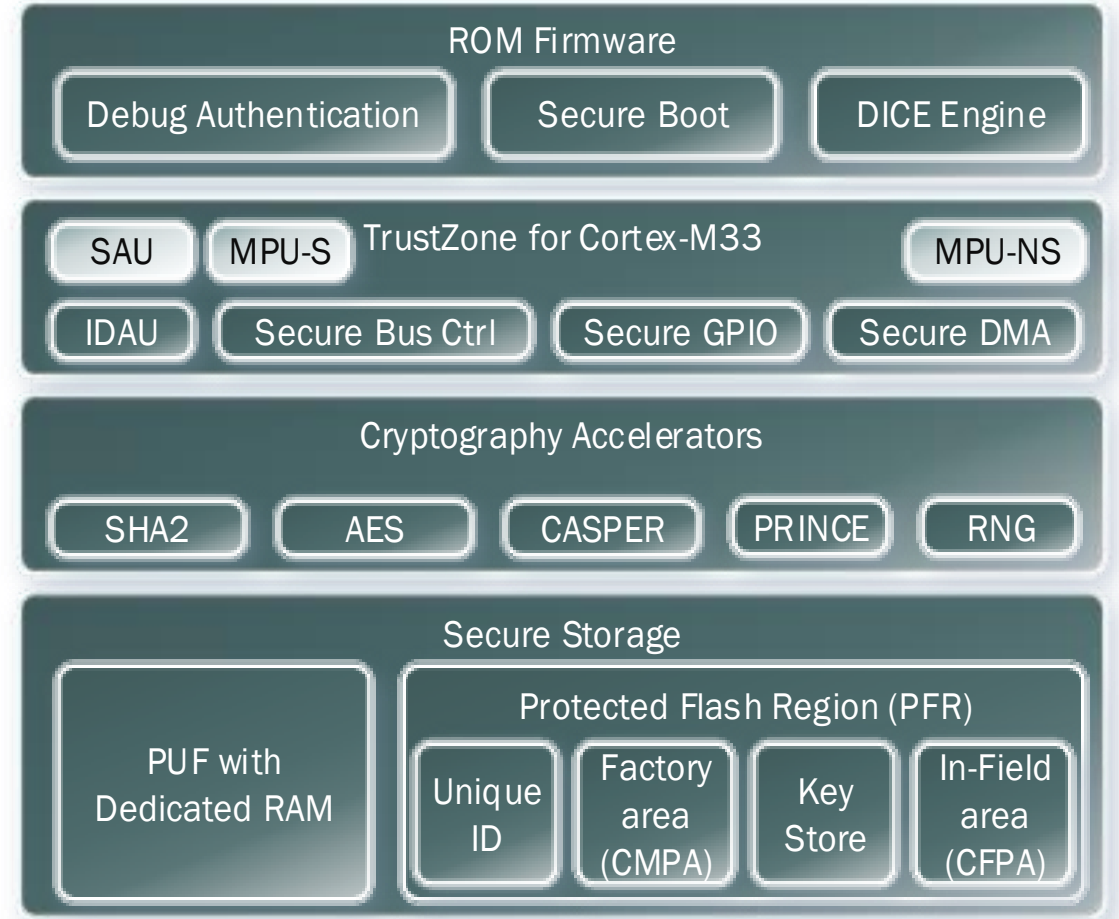 ROM Firmware
Debug Authentication
Secure Boot
DICE Engine
SAU
MPU-S
TrustZone for Cortex-M33
MPU-NS
IDAU
Secure Bus Ctrl
Secure GPIO
Secure DMA
Cryptography Accelerators
SHA2
AES
CASPER
PRINCE
RNG
Secure Storage
PUF with
Dedicated RAM
Protected Flash Region (PFR)
Unique
ID
Factory
area
(CMPA)
Key
Store
In-Field
area
(CFPA)